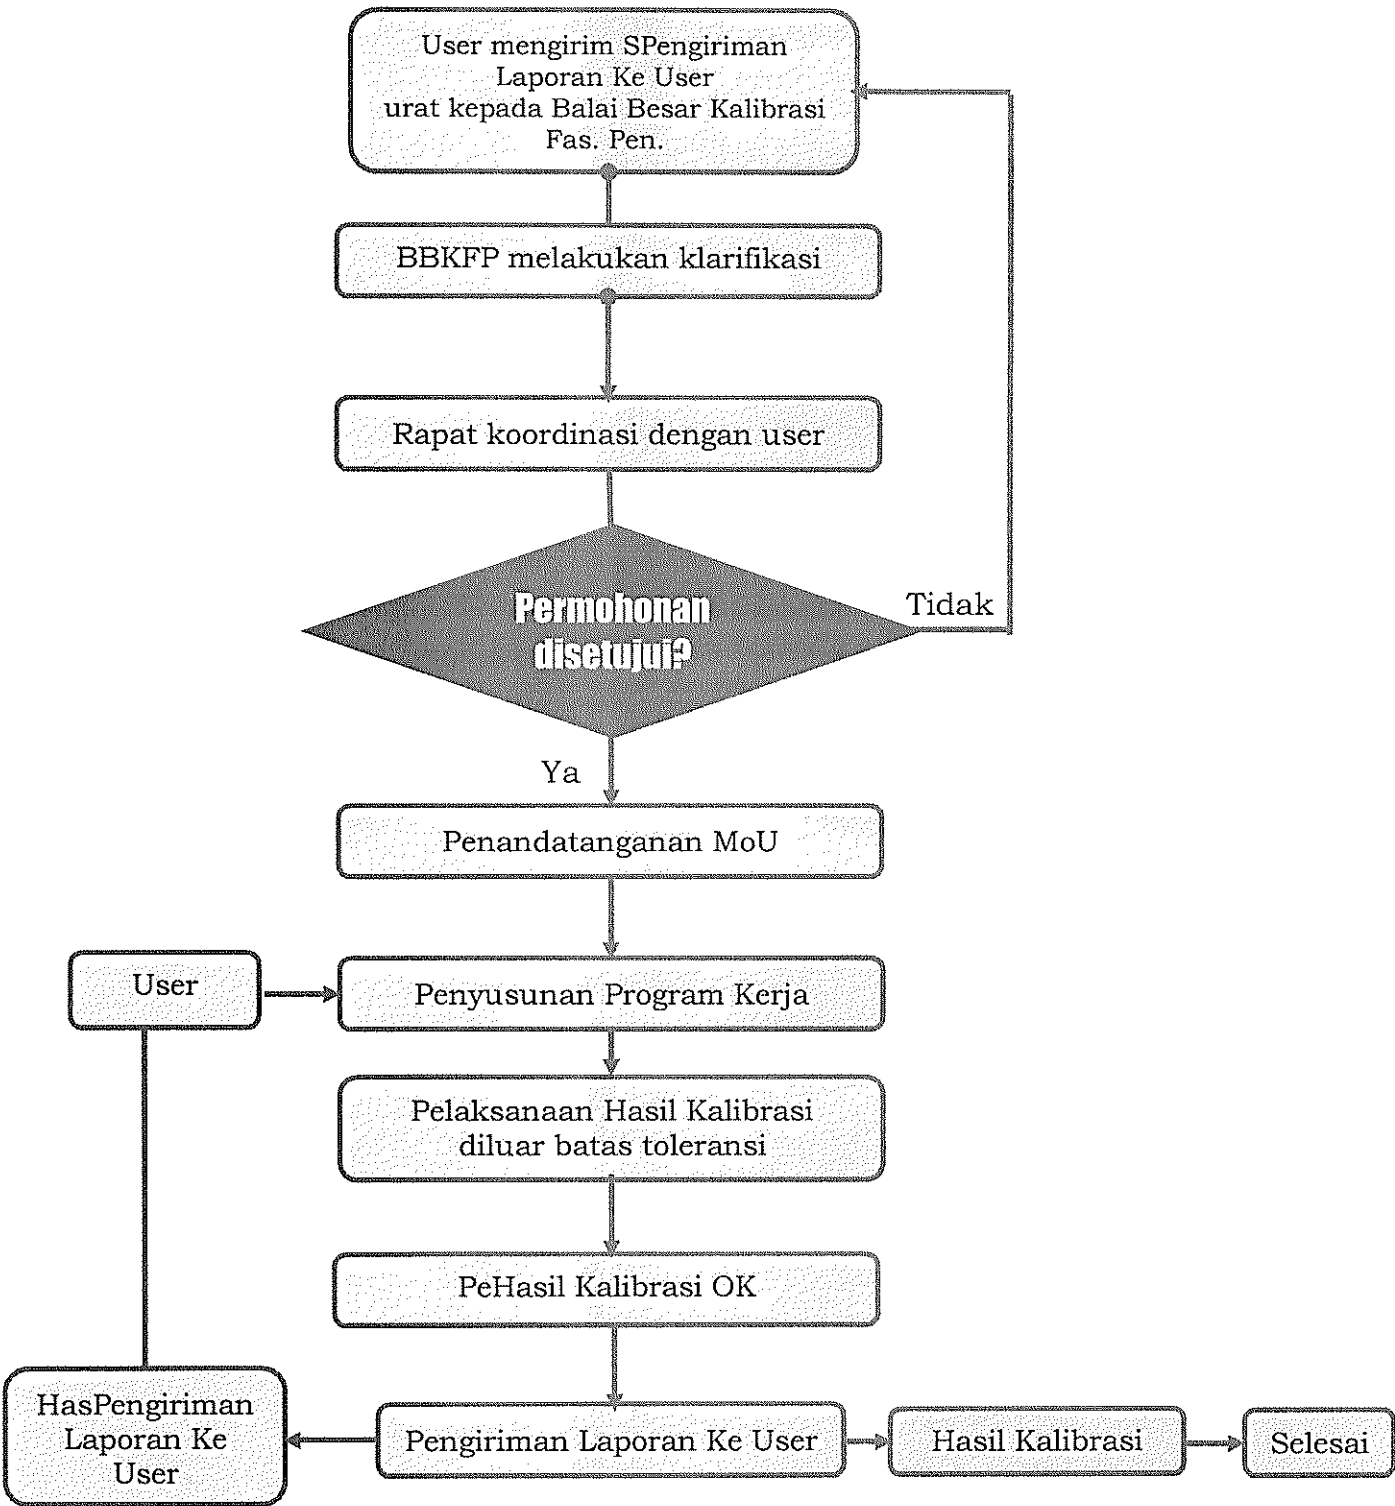 User mengirim SPengiriman
Laporan Ke User
urat kepada Balai Besar Kalibrasi
Fas. Pen.
BBKFP melakukan klarifikasi
Rapat koordinasi dengan user
Permohonan
disetujui?
Tidak
Ya
Penandatanganan MoU
User
Penyusunan Program Kerja
Pelaksanaan Hasil Kalibrasi
diluar batas toleransi
PeHasil Kalibrasi OK
HasPengiriman
Laporan Ke
User
Pengiriman Laporan Ke User
Hasil Kalibrasi
Selesai